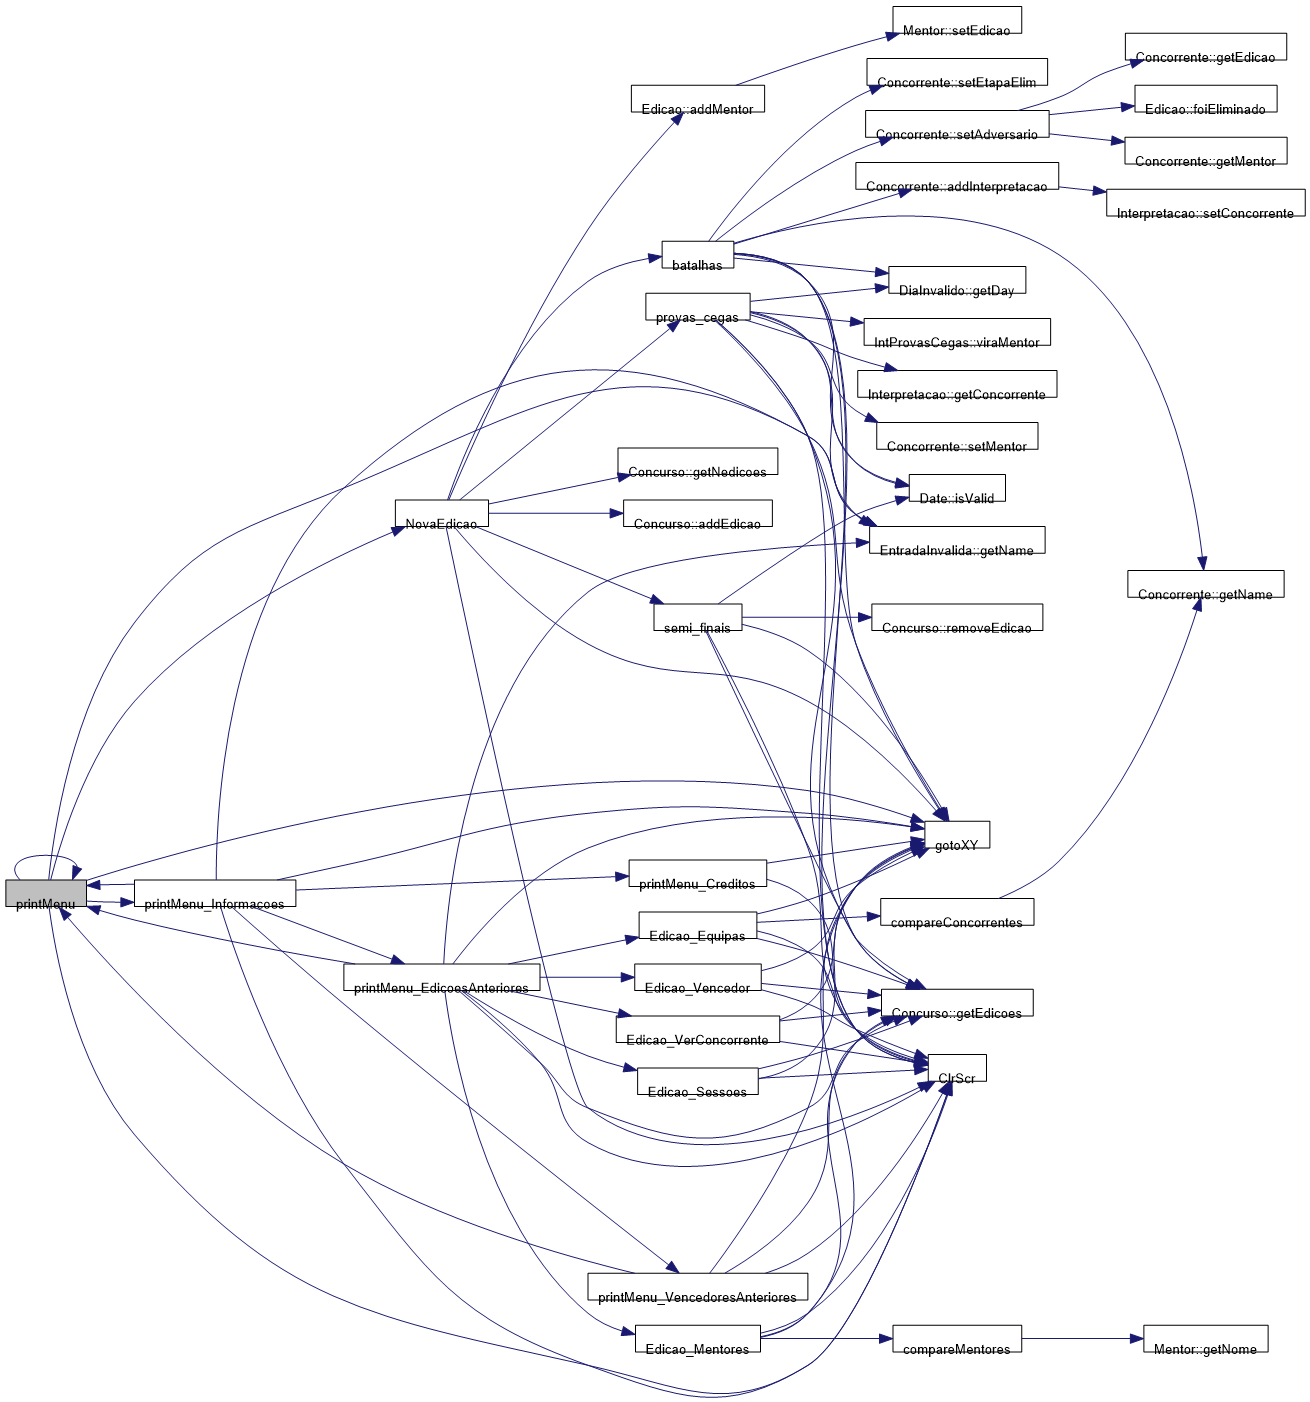 Mentor::setEdicao
Concorrente::getEdicao
Concorrente::setEtapaElim
Edicao::addMentor
Edicao::foiEliminado
Concorrente::setAdversario
Concorrente::getMentor
Concorrente::addInterpretacao
Interpretacao::setConcorrente
batalhas
DiaInvalido::getDay
provas_cegas
IntProvasCegas::viraMentor
Interpretacao::getConcorrente
Concorrente::setMentor
Concurso::getNedicoes
Date::isValid
NovaEdicao
Concurso::addEdicao
EntradaInvalida::getName
Concorrente::getName
semi_finais
Concurso::removeEdicao
gotoXY
printMenu_Creditos
printMenu
printMenu_Informaçoes
compareConcorrentes
Edicao_Equipas
printMenu_EdicoesAnteriores
Edicao_Vencedor
Concurso::getEdicoes
Edicao_VerConcorrente
ClrScr
Edicao_Sessoes
printMenu_VencedoresAnteriores
Edicao_Mentores
compareMentores
Mentor::getNome